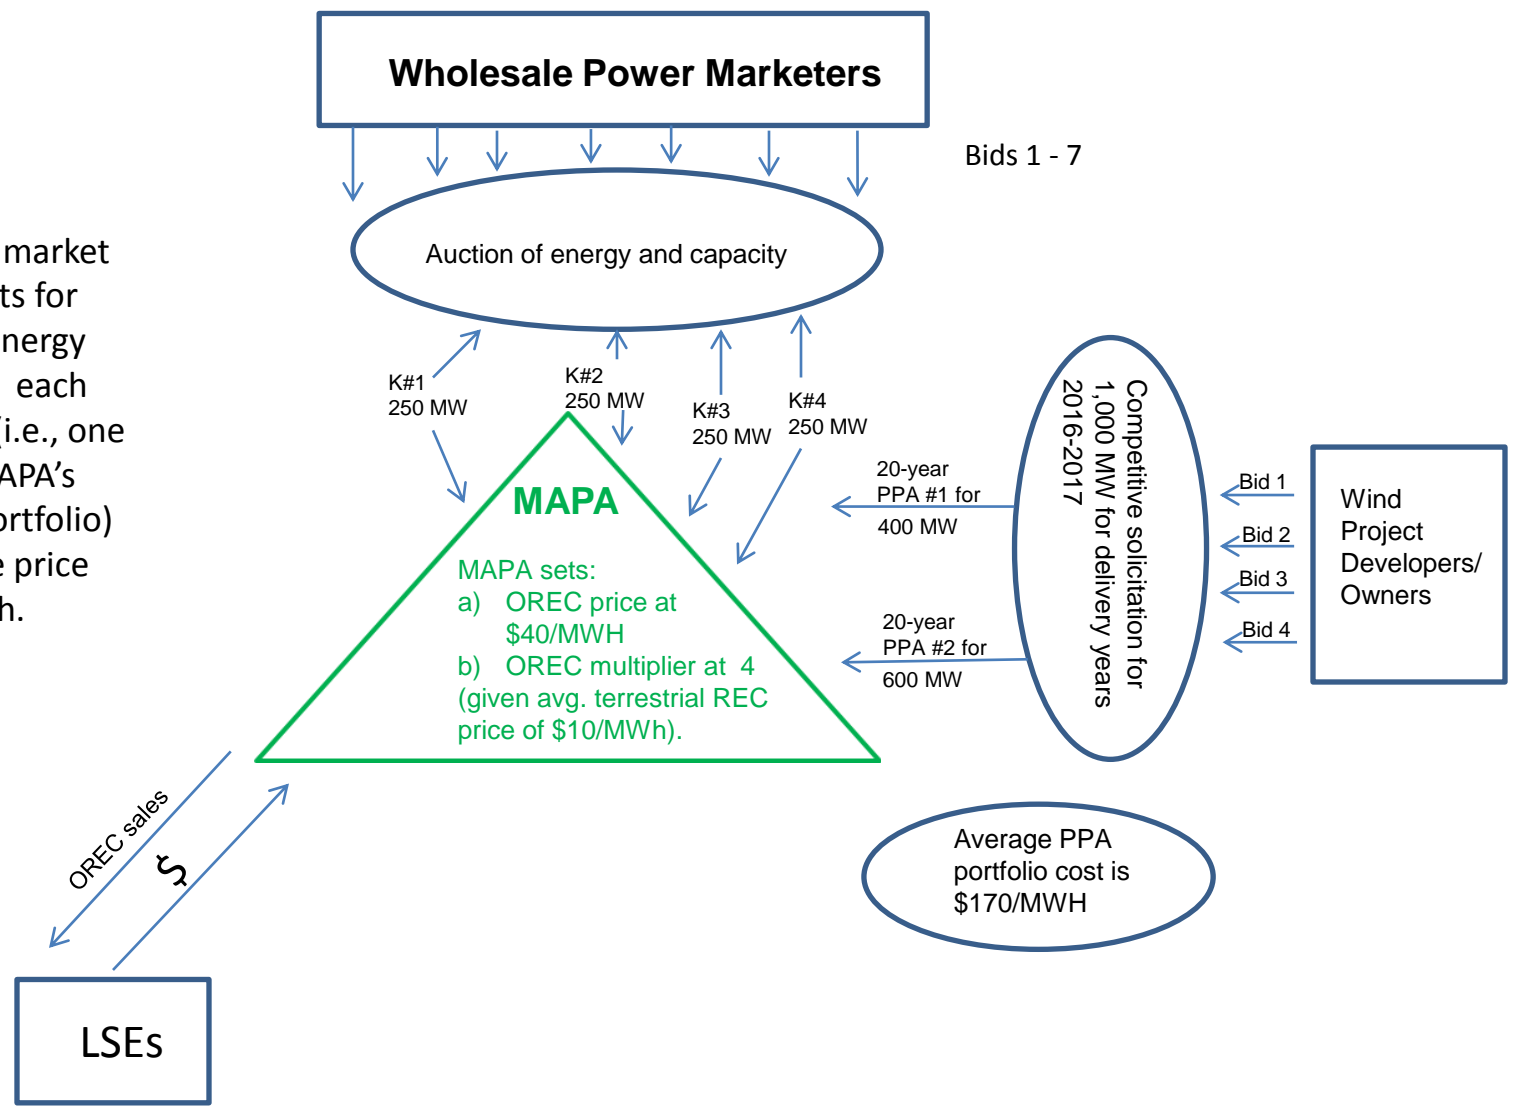 Wholesale Power Marketers
Bids 1 - 7
Auction of energy and capacity
market
ts for
nergy
each
(i.e., one
APA's
ortfolio)
e price
h.
K#1
250 MW
K#2
250 MW
K#3
250 MW
K#4
250 MW
MAPA
MAPA sets:
a) OREC price at
$40/MWH
b) OREC multiplier at 4
(given avg. terrestrial REC
price of $10/MWh).
20-year
PPA #1 for
400 MW
20-year
PPA #2 for
600 MW
Competitive solicitation for
1,000 MW for delivery years
2016-2017
Bid 1
Bid 2
Bid 3
Bid 4
Wind
Project
Developers/
Owners
OREC sales
$
Average PPA
portfolio cost is
$170/MWH
LSEs